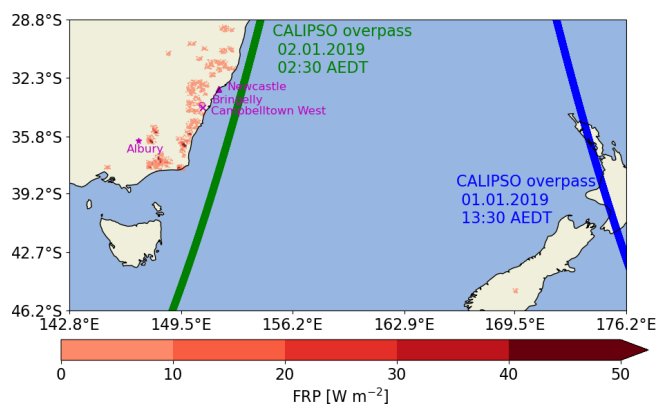 28.8°S
32.3°S
35.8°S
39.2°S
42.7°S
46.2°S
CALIPSO overpass
02.01.2019
02:30 AEDT
Newcastle
Bringelly
Campbelltown West
Albury
CALIPSO overpass
01.01.2019
13:30 AEDT
142.8°E 149.5°E 156.2°E 162.9°E 169.5°E 176.2°E
0 10 20 30 40 50
FRP [W m⁻²]